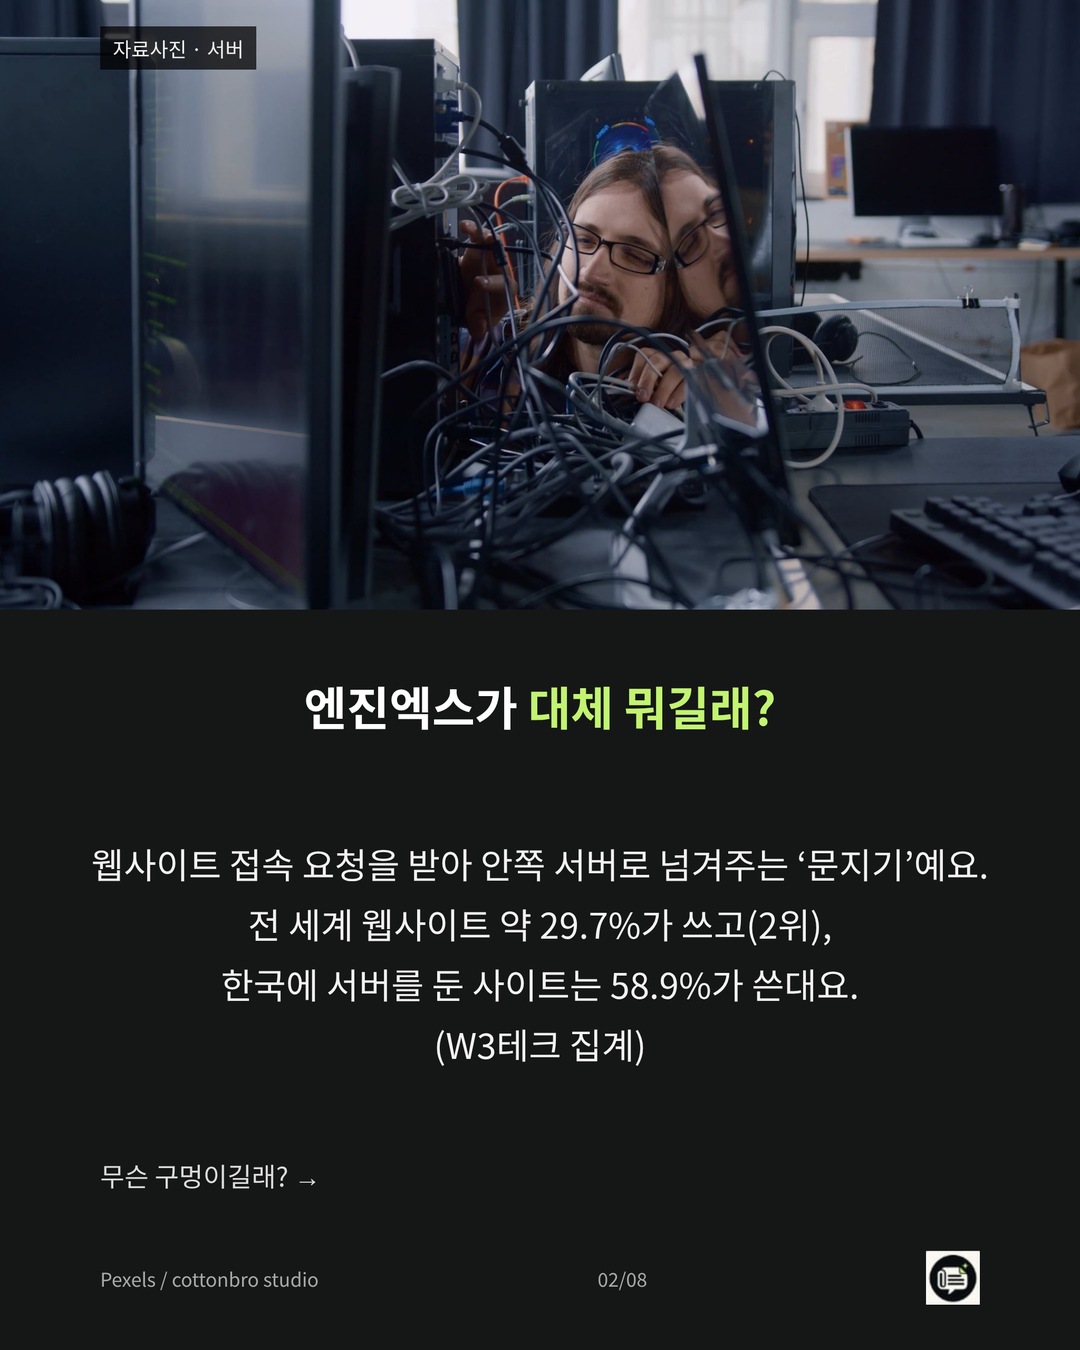 자료사진 · 서버
엔진엑스가 대체 뭐길래?
웹사이트 접속 요청을 받아 안쪽 서버로 넘겨주는 ‘문지기’예요.
전 세계 웹사이트 약 29.7%가 쓰고(2위),
한국에 서버를 둔 사이트는 58.9%가 쓴대요.
(W3테크 집계)
무슨 구멍이길래? →
Pexels / cottonbro studio
02/08